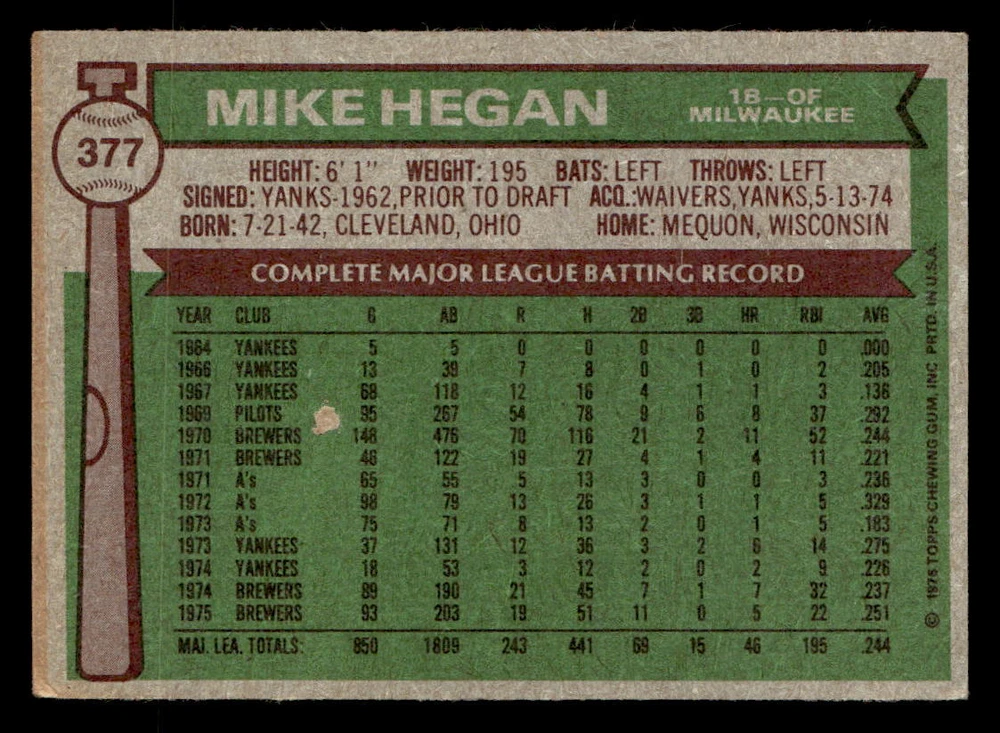 377
MIKE HEGAN
1B—OF
MILWAUKEE
HEIGHT: 6' 1" WEIGHT: 195 BATS: LEFT THROWS: LEFT
SIGNED: YANKS-1962, PRIOR TO DRAFT ACQ.: WAIVERS, YANKS, 5-13-74
BORN: 7-21-42, CLEVELAND, OHIO HOME: MEQUON, WISCONSIN
COMPLETE MAJOR LEAGUE BATTING RECORD
YEAR CLUB G AB R H 2B 3B HR RBI AVG
1964 YANKEES 5 5 0 0 0 0 0 0 .000
1966 YANKEES 13 39 7 8 0 1 0 2 .205
1967 YANKEES 68 118 12 16 4 1 1 3 .136
1969 PILOTS 95 267 54 78 9 6 8 37 .292
1970 BREWERS 148 476 70 116 21 2 11 52 .244
1971 BREWERS 46 122 19 27 4 1 4 11 .221
1971 A's 65 55 5 13 3 0 0 3 .236
1972 A's 98 79 13 26 3 1 1 5 .329
1973 A's 75 71 8 13 2 0 1 5 .183
1973 YANKEES 37 131 12 36 3 2 6 14 .275
1974 YANKEES 18 53 3 12 2 0 2 9 .226
1974 BREWERS 89 190 21 45 7 1 7 32 .237
1975 BREWERS 93 203 19 51 11 0 5 22 .251
MAJ. LEA. TOTALS: 850 1809 243 441 69 15 46 195 .244
© 1975 TOPPS CHEWING GUM, INC PRTD. IN U.S.A.